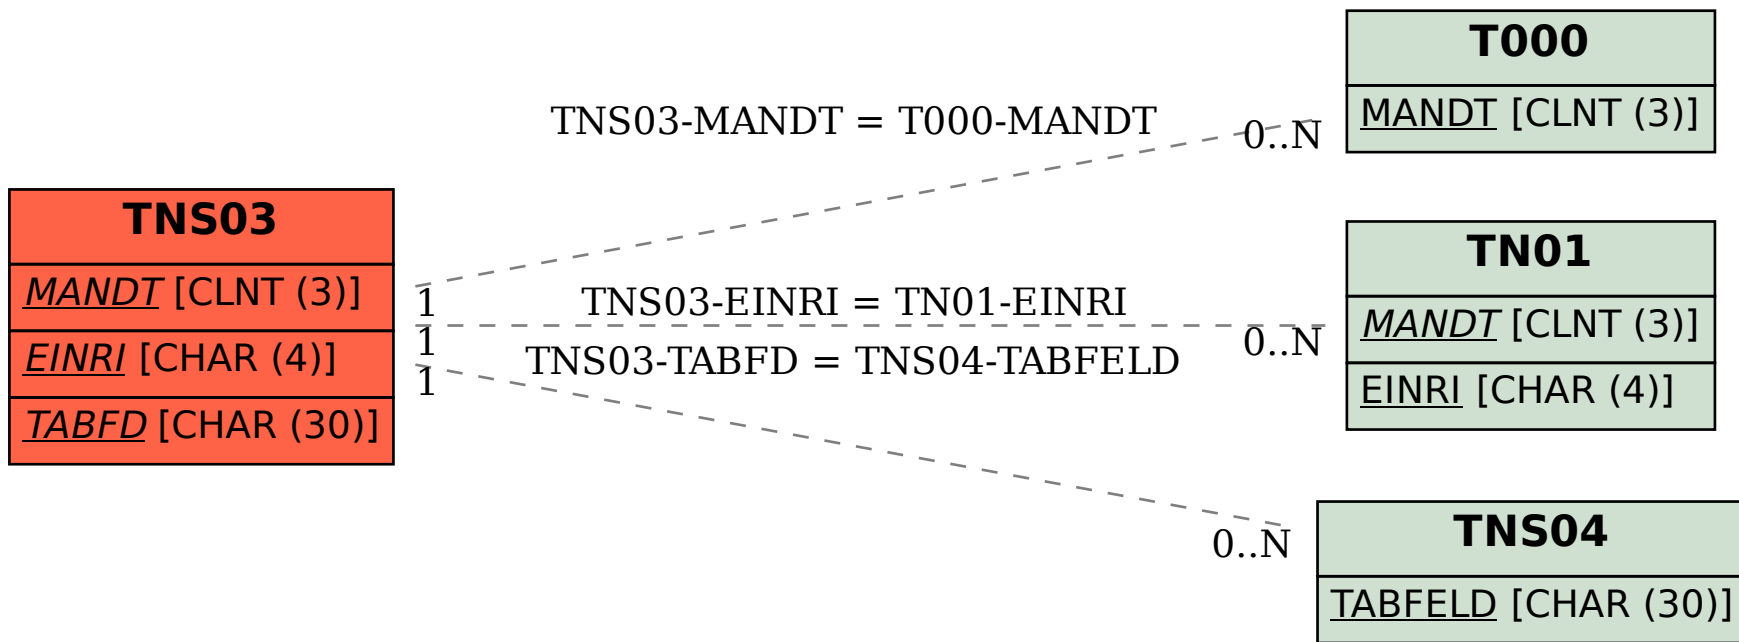 T000
MANDT [CLNT (3)]
TNS03-MANDT = T000-MANDT
0..N
TNS03
MANDT [CLNT (3)]
EINRI [CHAR (4)]
TABFD [CHAR (30)]
1
1
1
TNS03-EINRI = TN01-EINRI
0..N
TNS03-TABFD = TNS04-TABFELD
TN01
MANDT [CLNT (3)]
EINRI [CHAR (4)]
0..N
TNS04
TABFELD [CHAR (30)]